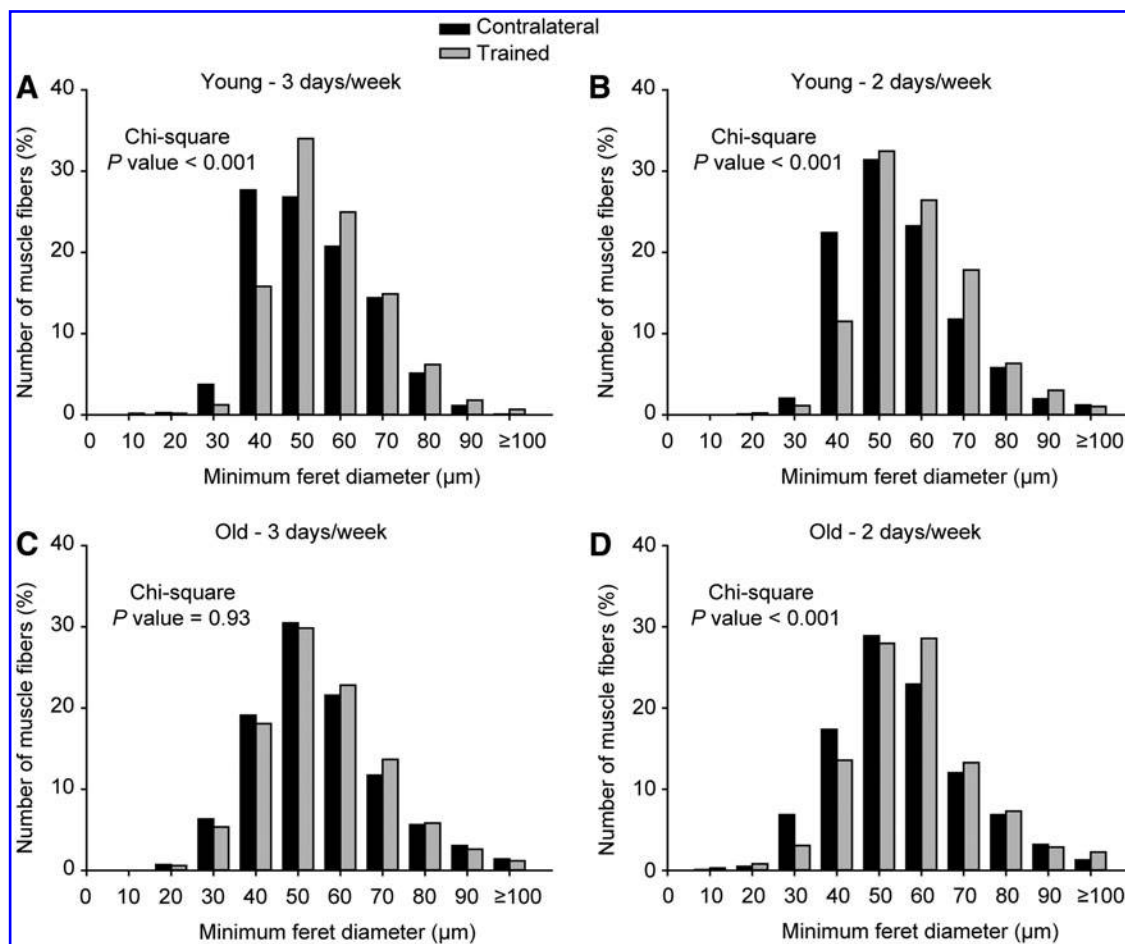 Contralateral
Trained
A
Young - 3 days/week
Chi-square
P value < 0.001
Number of muscle fibers (%)
40
30
20
10
0
0 10 20 30 40 50 60 70 80 90 ≥100
Minimum feret diameter (µm)
B
Young - 2 days/week
Chi-square
P value < 0.001
Number of muscle fibers (%)
40
30
20
10
0
0 10 20 30 40 50 60 70 80 90 ≥100
Minimum feret diameter (µm)
C
Old - 3 days/week
Chi-square
P value = 0.93
Number of muscle fibers (%)
40
30
20
10
0
0 10 20 30 40 50 60 70 80 90 ≥100
Minimum feret diameter (µm)
D
Old - 2 days/week
Chi-square
P value < 0.001
Number of muscle fibers (%)
40
30
20
10
0
0 10 20 30 40 50 60 70 80 90 ≥100
Minimum feret diameter (µm)